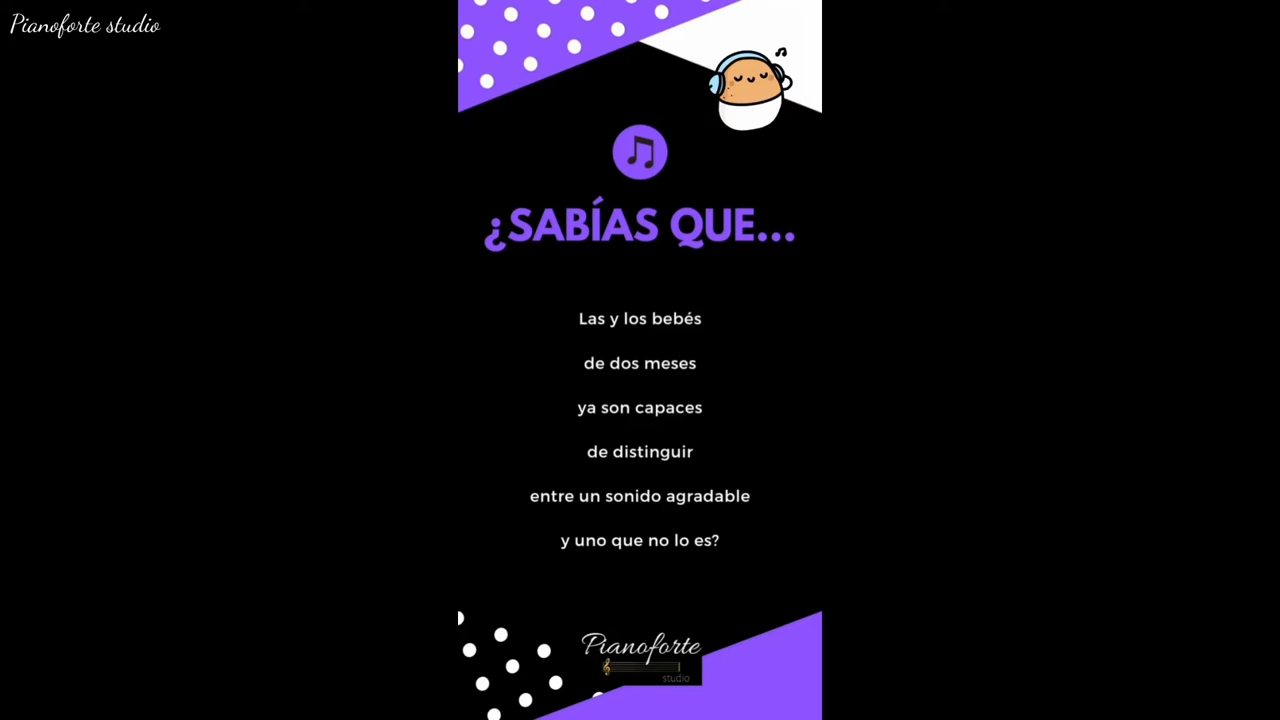 Pianoforte studio
¿SABÍAS QUE...
Las y los bebés
de dos meses
ya son capaces
de distinguir
entre un sonido agradable
y uno que no lo es?
Pianoforte
studio